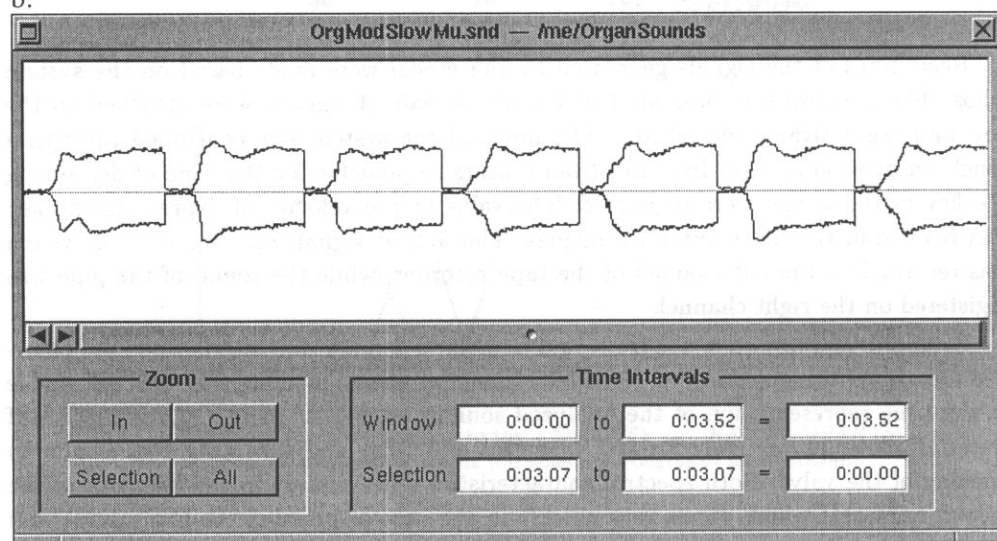 b.
OrgModSlowMu.snd — /me/OrganSounds
Zoom
In Out
Selection All
Time Intervals
Window 0:00.00 to 0:03.52 = 0:03.52
Selection 0:03.07 to 0:03.07 = 0:00.00